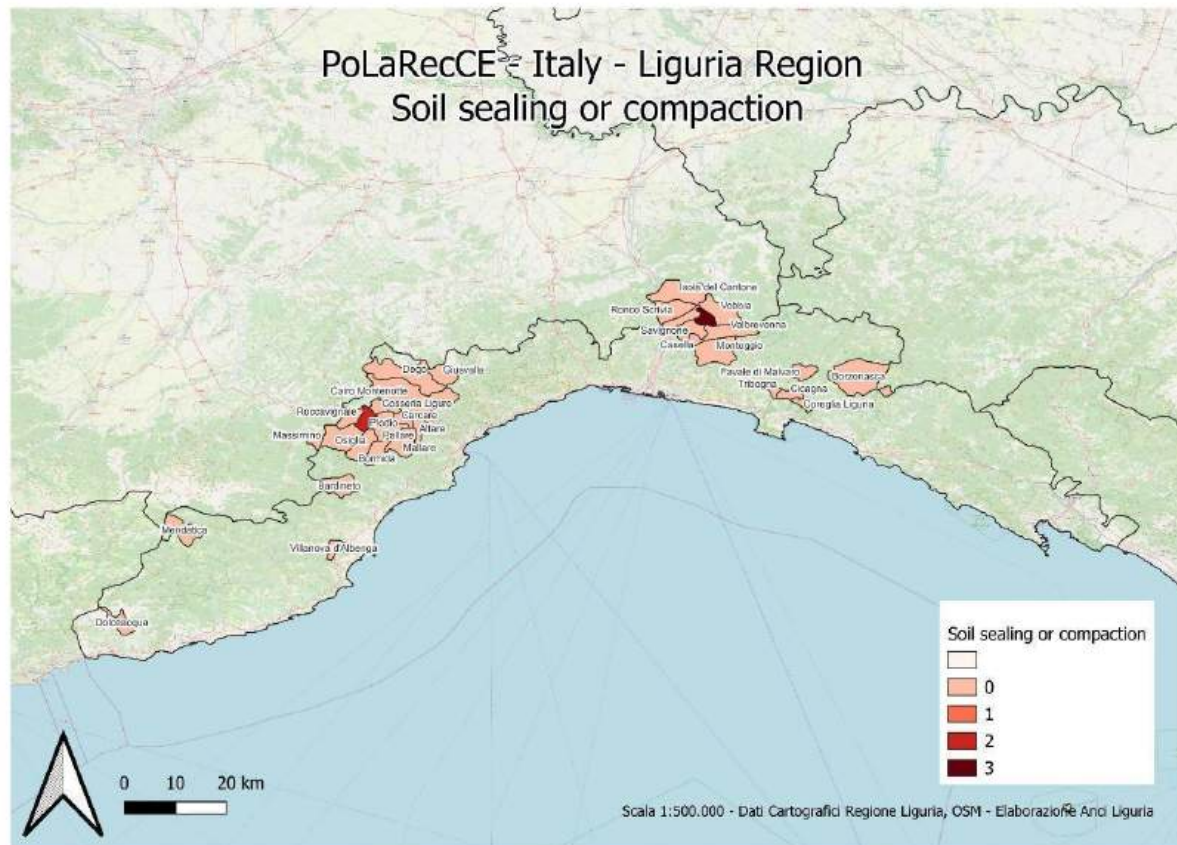 PoLaRecCE - Italy - Liguria Region
Soil sealing or compaction
Isola del Cantone
Vobbia
Ronco Scrivia
Valbrevenna
Savignone
Casella
Montoggio
Favale di Malvaro
Borzonasca
Tribogna
Cicagna
Coreglia Ligure
Dego
Giusvalla
Cairo Montenotte
Cosseria Ligure
Roccavignale
Carcare
Plodio
Altare
Massimino
Osiglia
Pallare
Mallare
Bormida
Bardineto
Mendatica
Villanova d'Albenga
Dolceacqua
Soil sealing or compaction
0
1
2
3
0 10 20 km
Scala 1:500.000 - Dati Cartografici Regione Liguria, OSM - Elaborazione Anci Liguria